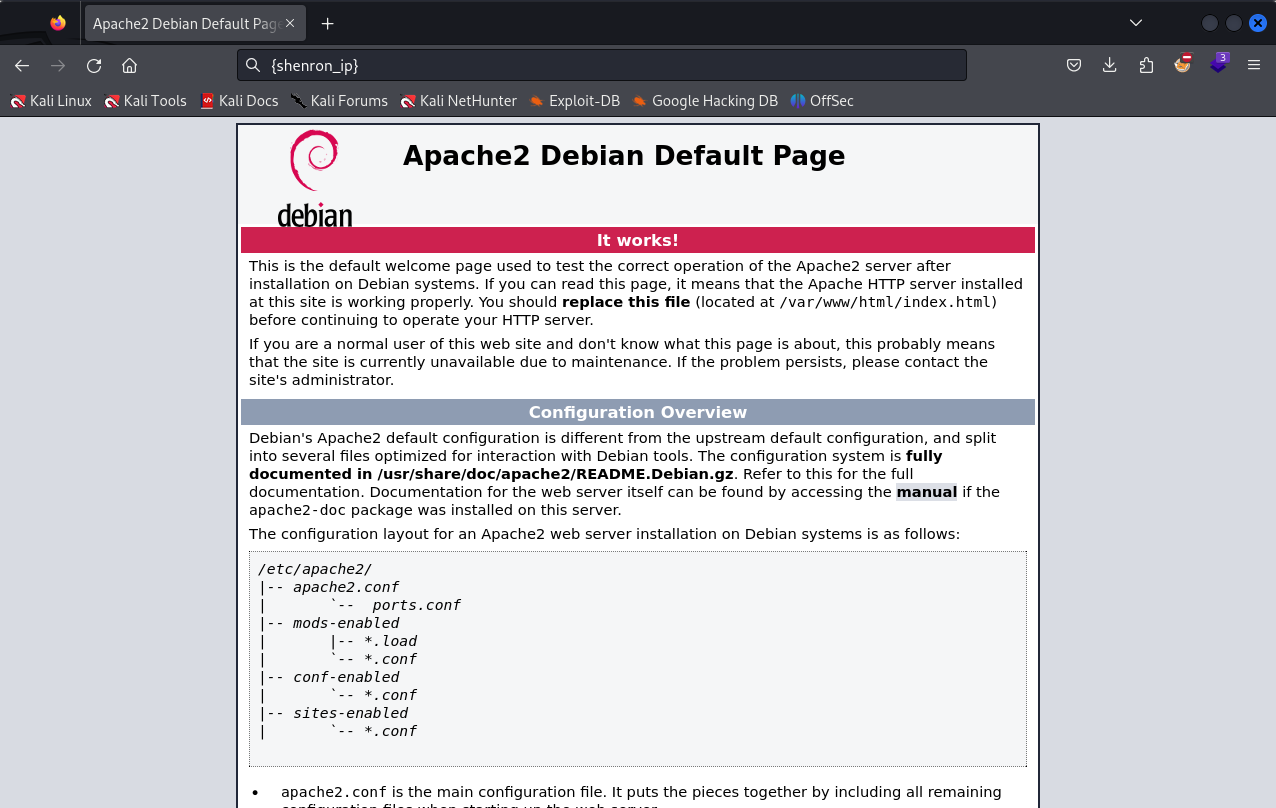 Apache2 Debian Default Page
{shenron_ip}
3
Kali Linux Kali Tools Kali Docs Kali Forums Kali NetHunter Exploit-DB Google Hacking DB OffSec
debian
Apache2 Debian Default Page
It works!
This is the default welcome page used to test the correct operation of the Apache2 server after
installation on Debian systems. If you can read this page, it means that the Apache HTTP server installed
at this site is working properly. You should replace this file (located at /var/www/html/index.html)
before continuing to operate your HTTP server.
If you are a normal user of this web site and don't know what this page is about, this probably means
that the site is currently unavailable due to maintenance. If the problem persists, please contact the
site's administrator.
Configuration Overview
Debian's Apache2 default configuration is different from the upstream default configuration, and split
into several files optimized for interaction with Debian tools. The configuration system is fully
documented in /usr/share/doc/apache2/README.Debian.gz. Refer to this for the full
documentation. Documentation for the web server itself can be found by accessing the manual if the
apache2-doc package was installed on this server.
The configuration layout for an Apache2 web server installation on Debian systems is as follows:
/etc/apache2/
|-- apache2.conf
|       `--  ports.conf
|-- mods-enabled
|       |-- *.load
|       `-- *.conf
|-- conf-enabled
|       `-- *.conf
|-- sites-enabled
|       `-- *.conf
• apache2.conf is the main configuration file. It puts the pieces together by including all remaining
configuration files when starting up the web server.